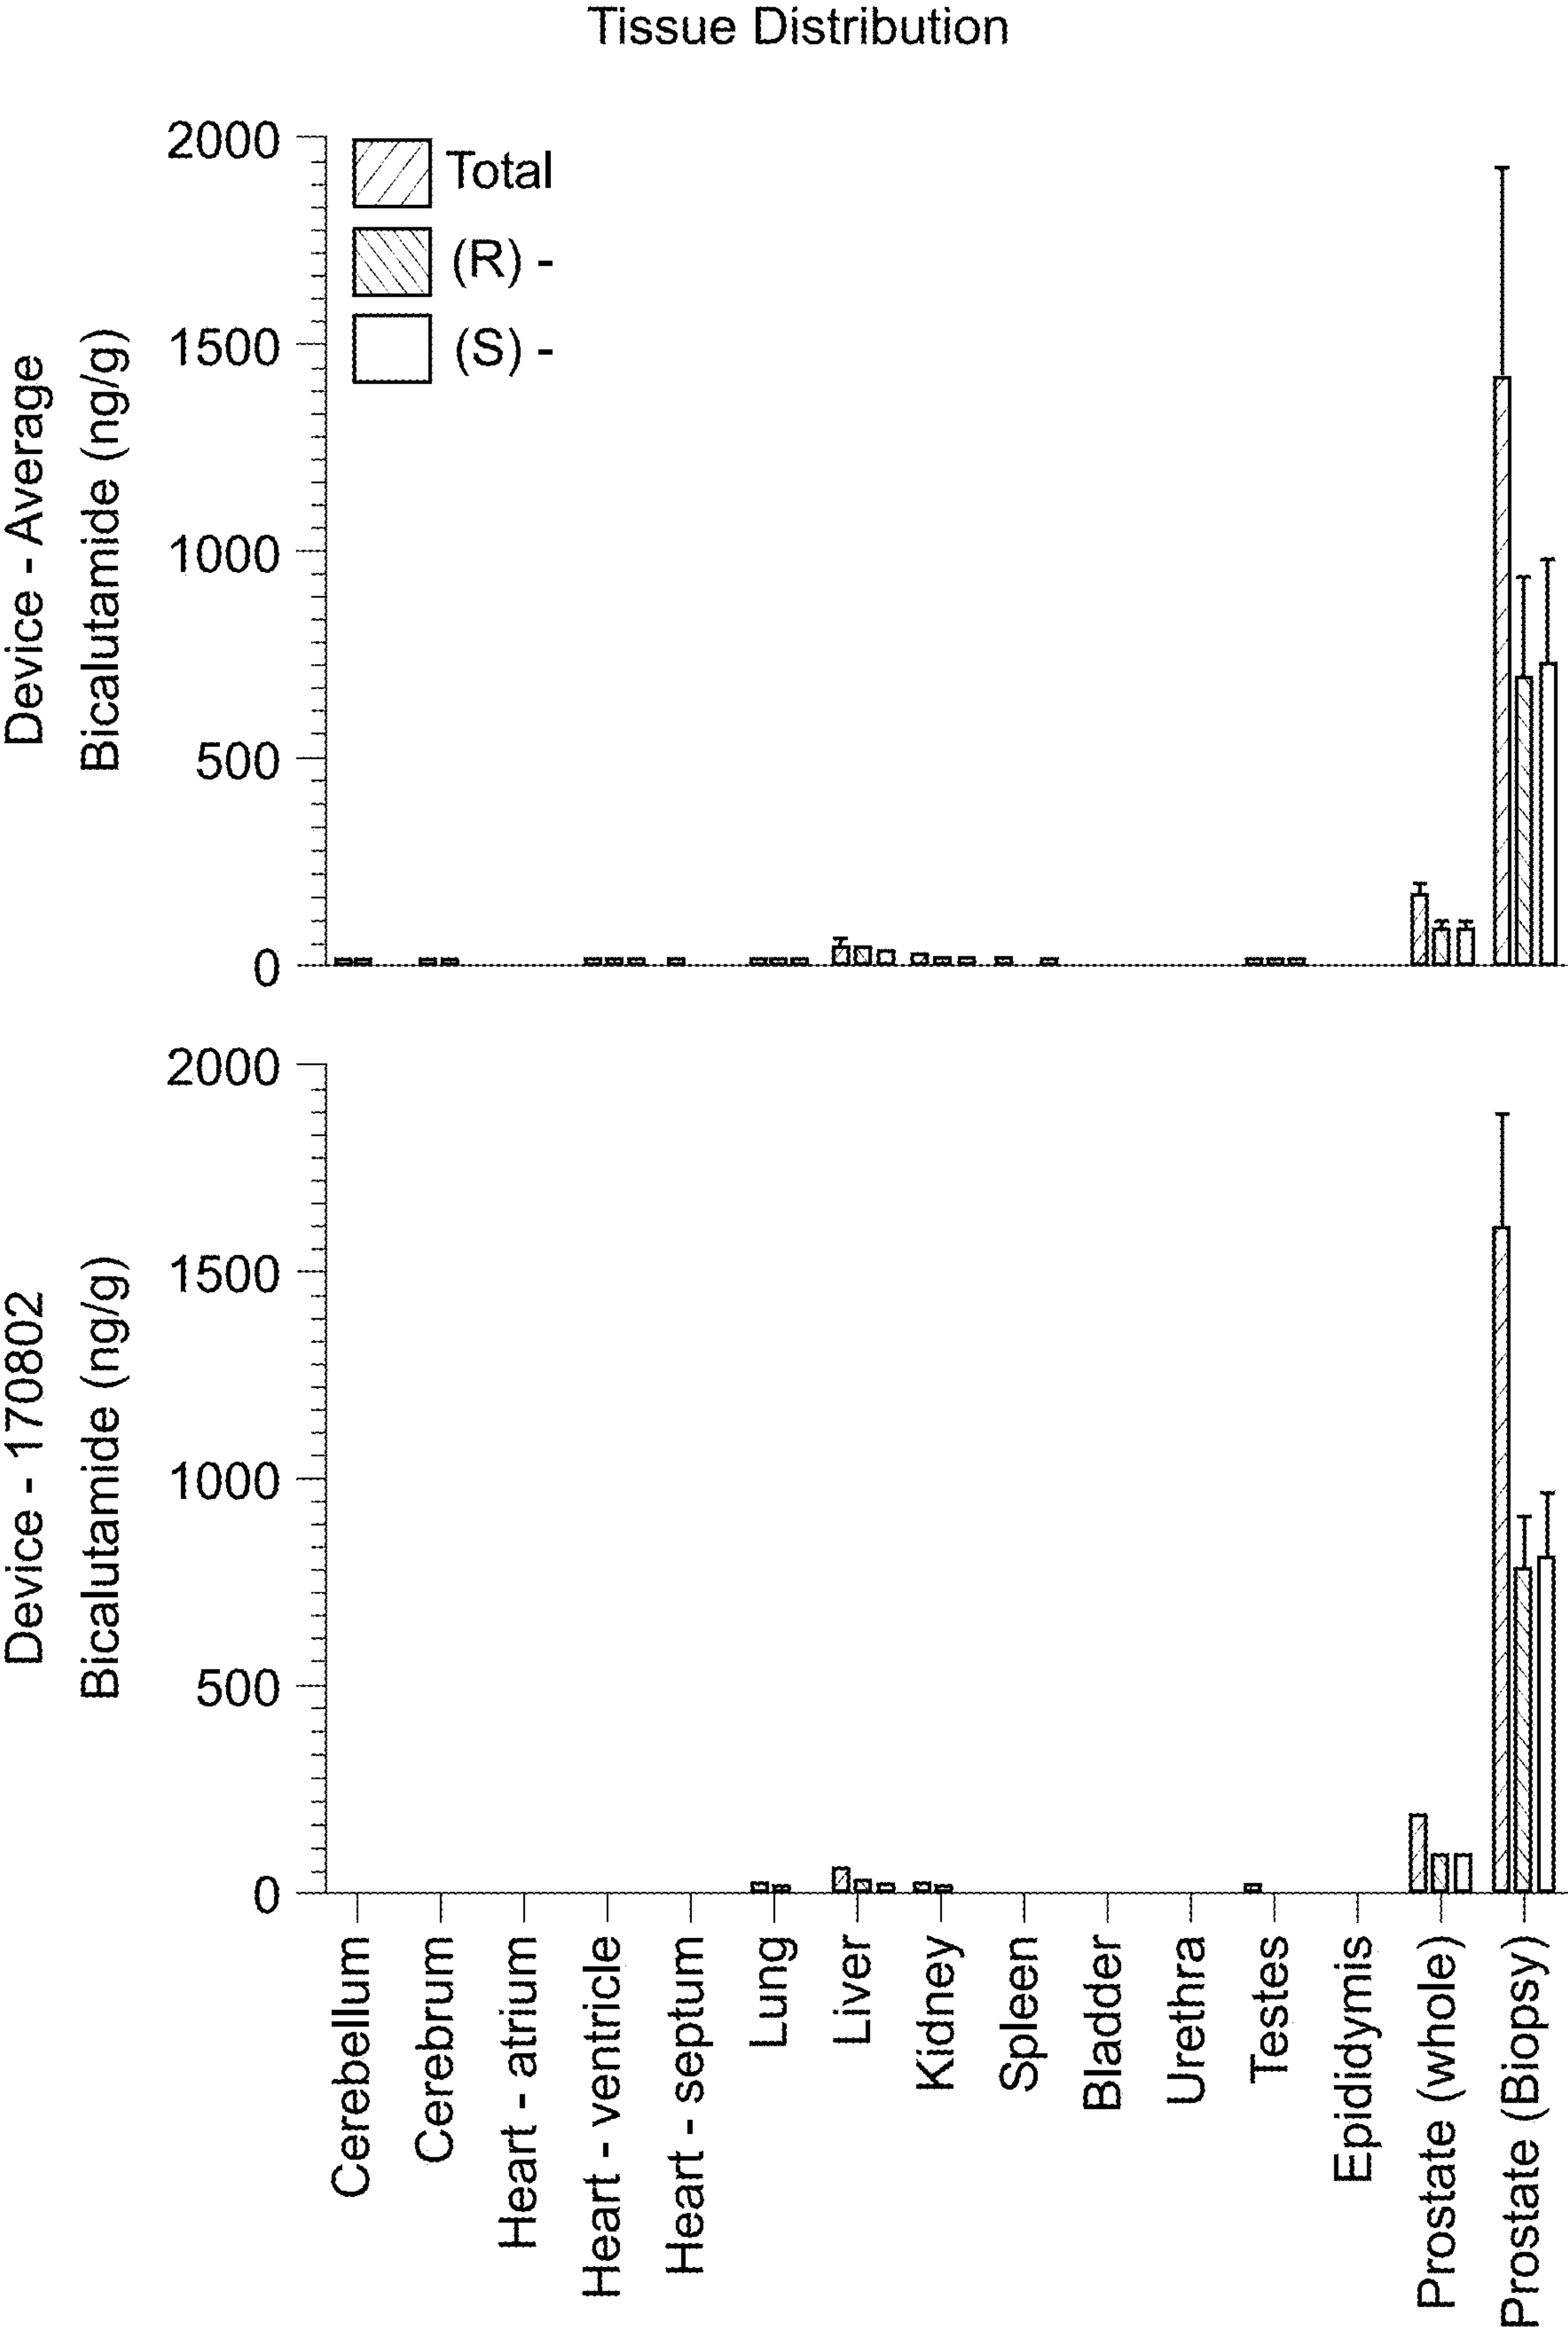 Tissue Distribution
Device - Average
Bicalutamide (ng/g)
2000
1500
1000
500
0
Total
(R) -
(S) -
Device - 170802
Bicalutamide (ng/g)
2000
1500
1000
500
0
Cerebellum
Cerebrum
Heart - atrium
Heart - ventricle
Heart - septum
Lung
Liver
Kidney
Spleen
Bladder
Urethra
Testes
Epididymis
Prostate (whole)
Prostate (Biopsy)